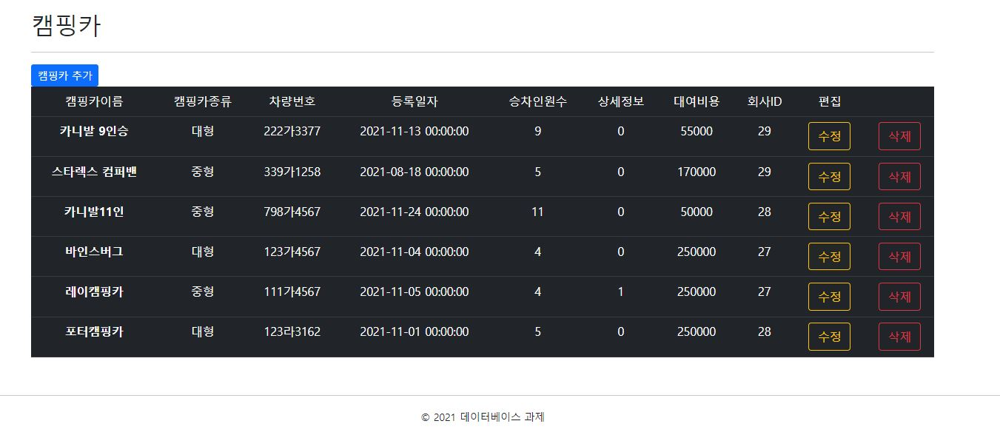 캠핑카
캠핑카 추가
캠핑카이름 캠핑카종류 차량번호 등록일자 승차인원수 상세정보 대여비용 회사ID 편집
카니발 9인승 대형 222가3377 2021-11-13 00:00:00 9 0 55000 29 수정 삭제
스타렉스 컴퍼밴 중형 339가1258 2021-08-18 00:00:00 5 0 170000 29 수정 삭제
카니발11인 중형 798가4567 2021-11-24 00:00:00 11 0 50000 28 수정 삭제
바인스버그 대형 123가4567 2021-11-04 00:00:00 4 0 250000 27 수정 삭제
레이캠핑카 중형 111가4567 2021-11-05 00:00:00 4 1 250000 27 수정 삭제
포터캠핑카 대형 123라3162 2021-11-01 00:00:00 5 0 250000 28 수정 삭제
© 2021 데이터베이스 과제